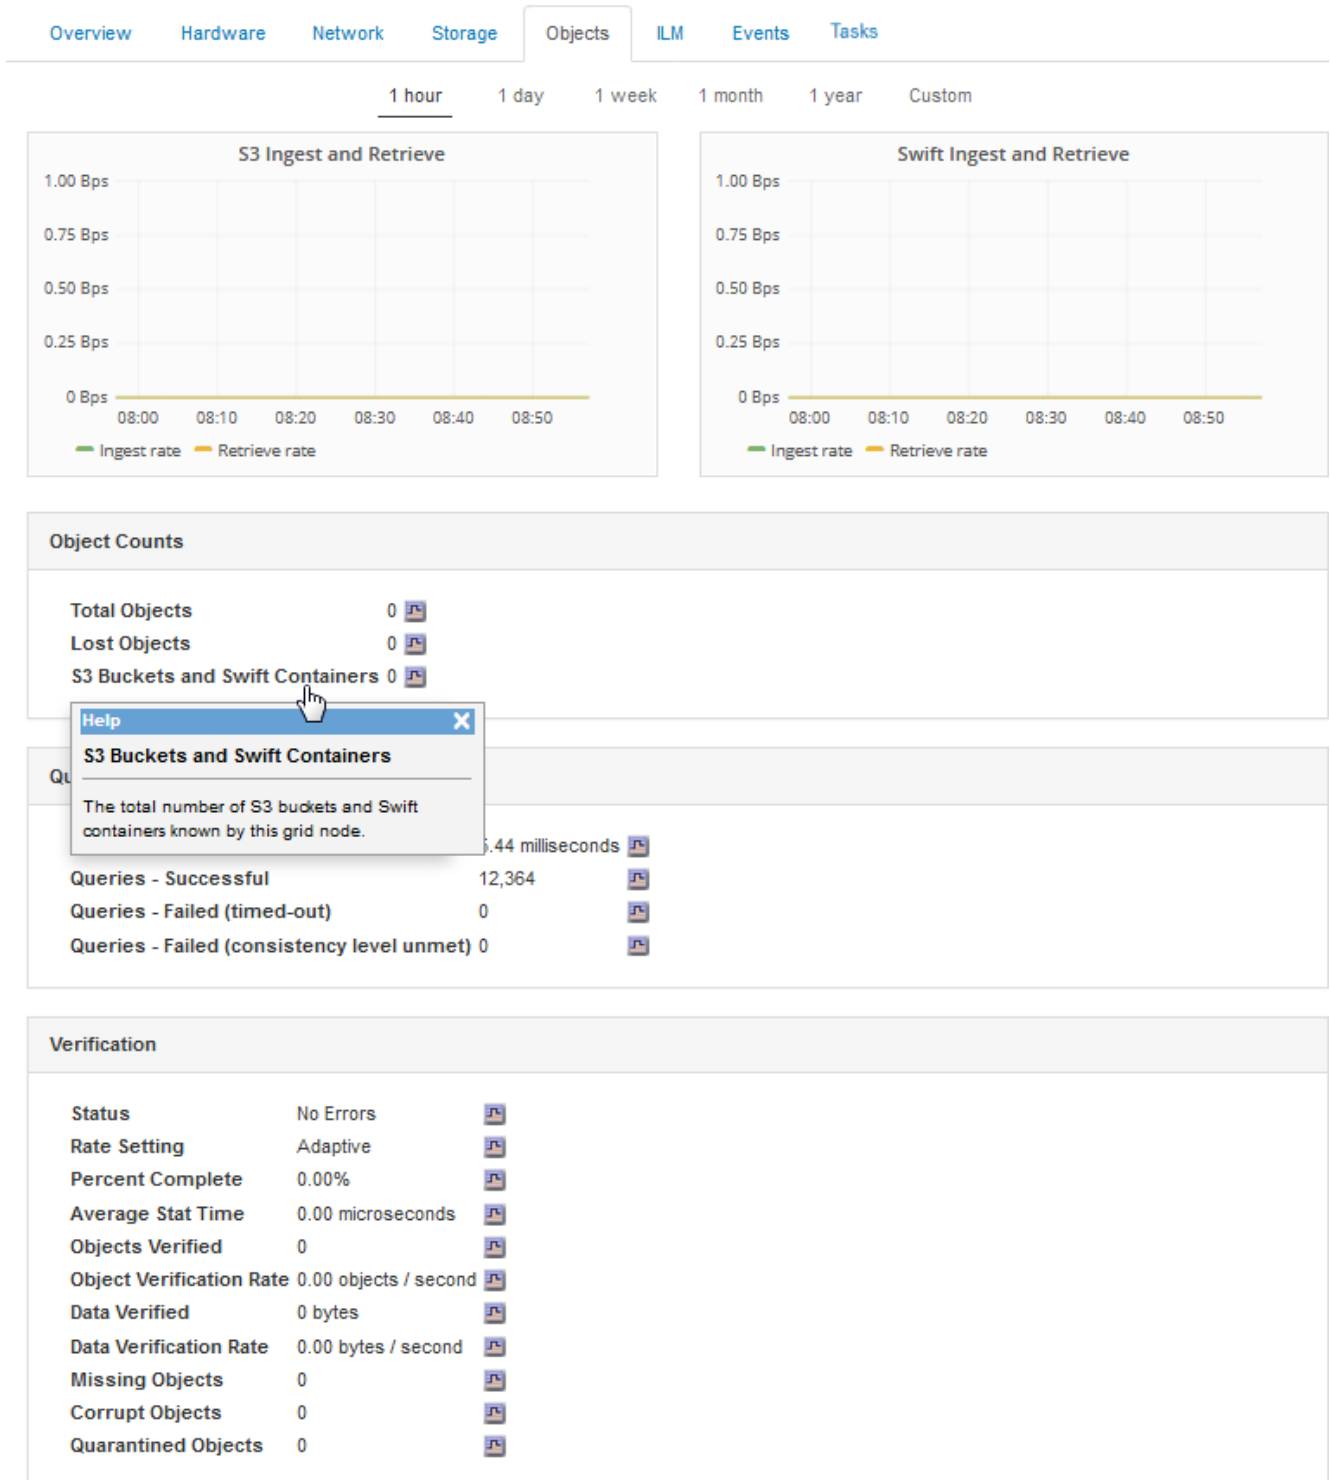 Overview Hardware Network Storage Objects ILM Events Tasks
1 hour 1 day 1 week 1 month 1 year Custom
S3 Ingest and Retrieve
1.00 Bps
0.75 Bps
0.50 Bps
0.25 Bps
0 Bps
08:00 08:10 08:20 08:30 08:40 08:50
Ingest rate Retrieve rate
Swift Ingest and Retrieve
1.00 Bps
0.75 Bps
0.50 Bps
0.25 Bps
0 Bps
08:00 08:10 08:20 08:30 08:40 08:50
Ingest rate Retrieve rate
Object Counts
Total Objects 0
Lost Objects 0
S3 Buckets and Swift Containers 0
Help
S3 Buckets and Swift Containers
The total number of S3 buckets and Swift
containers known by this grid node.
.44 milliseconds
Queries - Successful 12,364
Queries - Failed (timed-out) 0
Queries - Failed (consistency level unmet) 0
Verification
Status No Errors
Rate Setting Adaptive
Percent Complete 0.00%
Average Stat Time 0.00 microseconds
Objects Verified 0
Object Verification Rate 0.00 objects / second
Data Verified 0 bytes
Data Verification Rate 0.00 bytes / second
Missing Objects 0
Corrupt Objects 0
Quarantined Objects 0